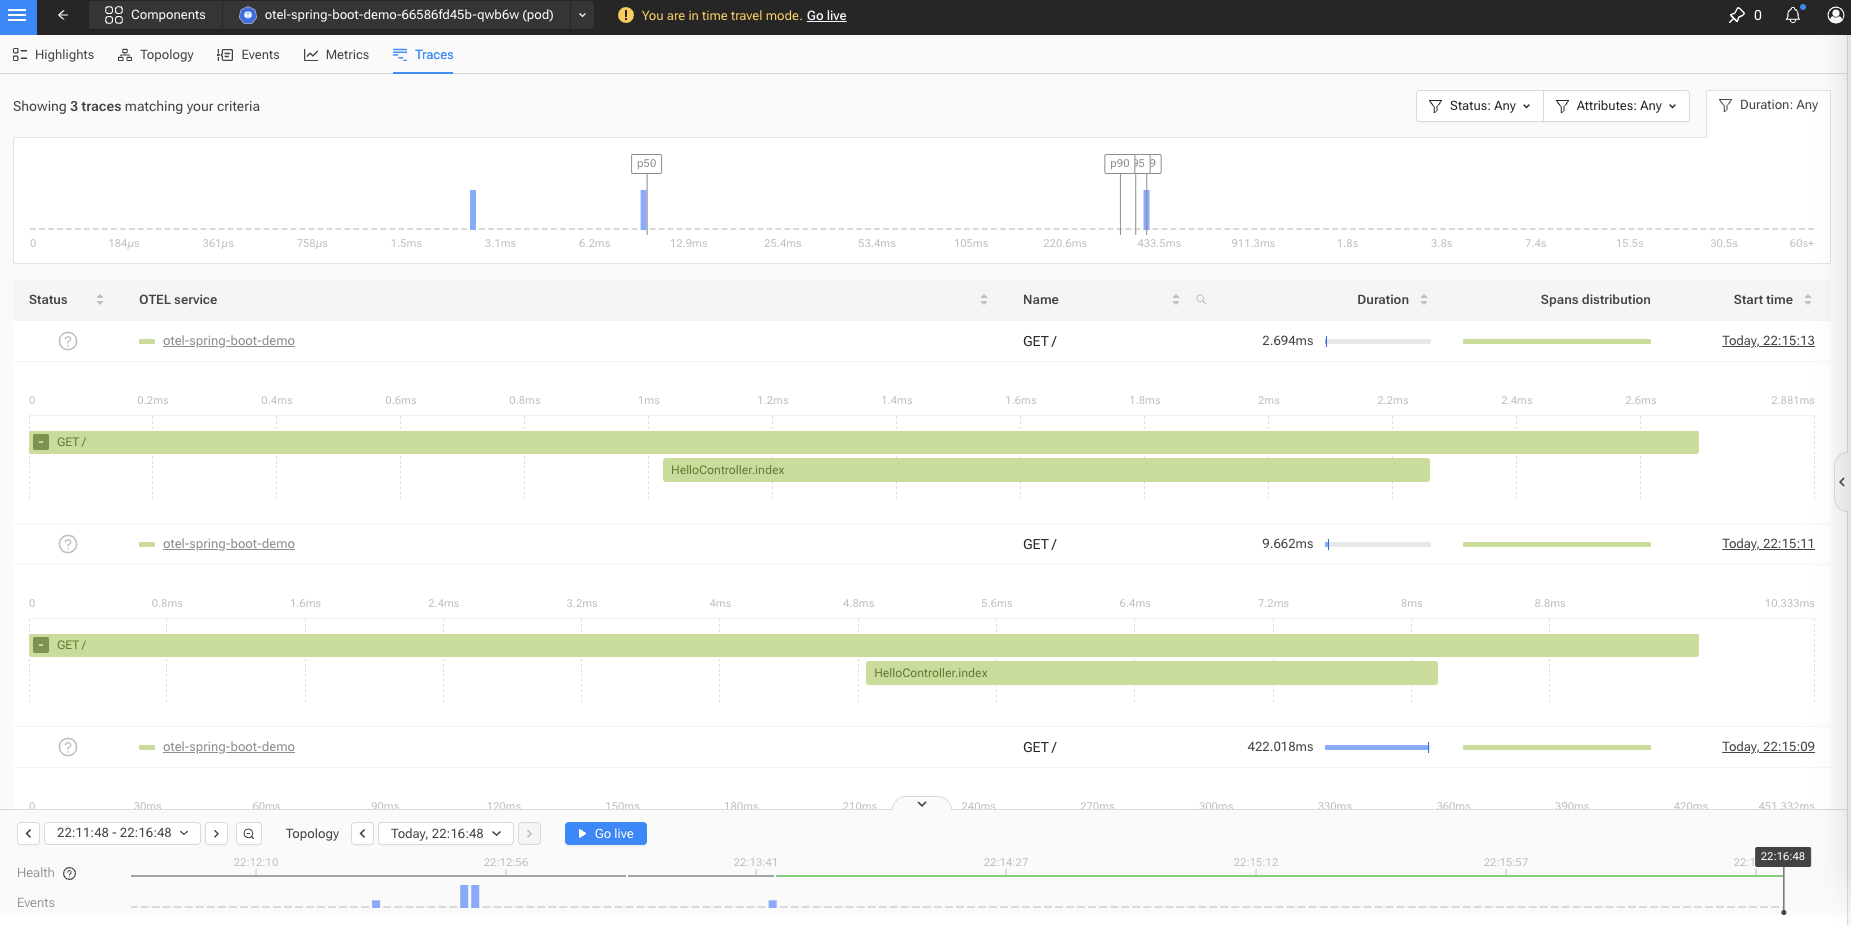 Components otel-spring-boot-demo-66586fd45b-qwb6w (pod) You are in time travel mode. Go live 0
Highlights Topology Events Metrics Traces
Showing 3 traces matching your criteria Status: Any Attributes: Any Duration: Any
p50 p90 95 9
0 184µs 361µs 758µs 1.5ms 3.1ms 6.2ms 12.9ms 25.4ms 53.4ms 105ms 220.6ms 433.5ms 911.3ms 1.8s 3.8s 7.4s 15.5s 30.5s 60s+
Status OTEL service Name Duration Spans distribution Start time
? otel-spring-boot-demo GET / 2.694ms Today, 22:15:13
0 0.2ms 0.4ms 0.6ms 0.8ms 1ms 1.2ms 1.4ms 1.6ms 1.8ms 2ms 2.2ms 2.4ms 2.6ms 2.881ms
- GET /
HelloController.index
? otel-spring-boot-demo GET / 9.662ms Today, 22:15:11
0 0.8ms 1.6ms 2.4ms 3.2ms 4ms 4.8ms 5.6ms 6.4ms 7.2ms 8ms 8.8ms 10.333ms
- GET /
HelloController.index
? otel-spring-boot-demo GET / 422.018ms Today, 22:15:09
0 30ms 60ms 90ms 120ms 150ms 180ms 210ms 240ms 270ms 300ms 330ms 360ms 390ms 420ms 451.332ms
22:11:48 - 22:16:48 Topology Today, 22:16:48 Go live
22:12:10 22:12:56 22:13:41 22:14:27 22:15:12 22:15:57 22:1 22:16:48
Health ?
Events